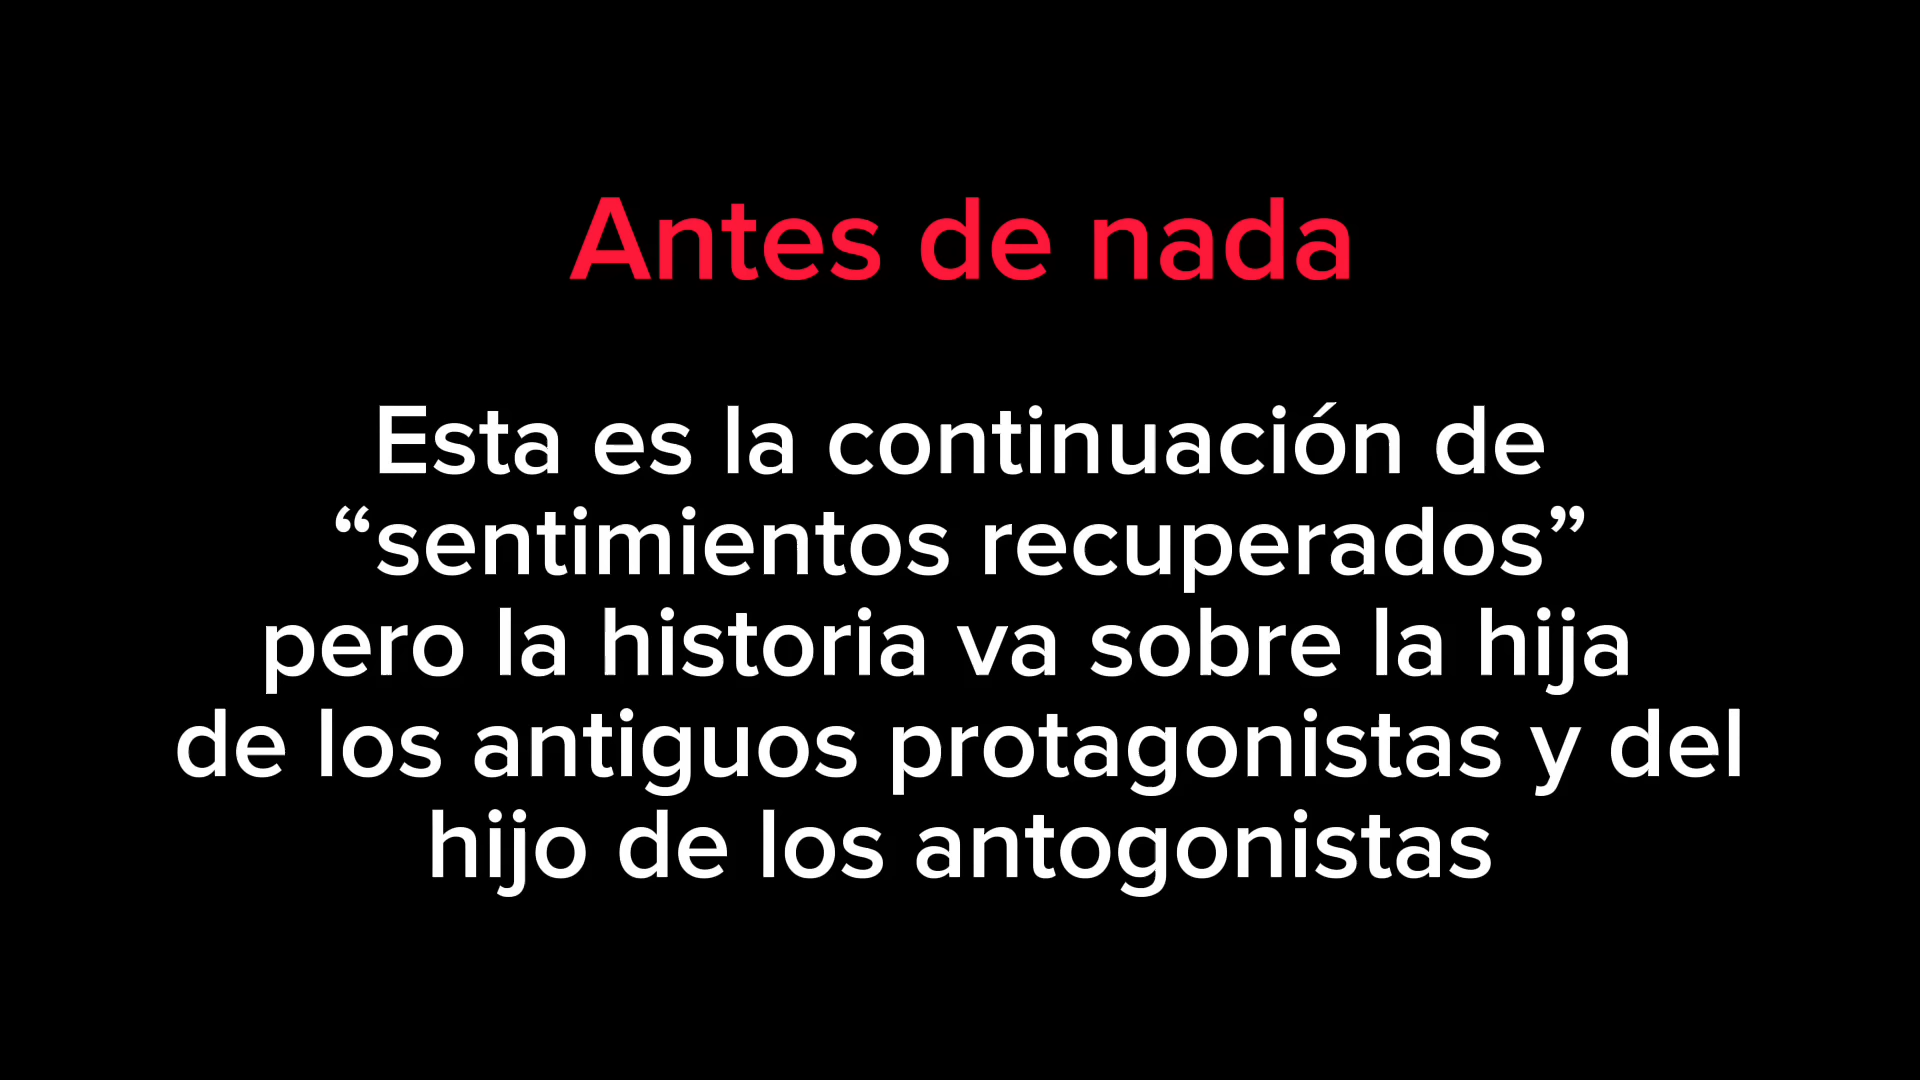 Antes de nada
Esta es la continuación de
“sentimientos recuperados”
pero la historia va sobre la hija
de los antiguos protagonistas y del
hijo de los antogonistas